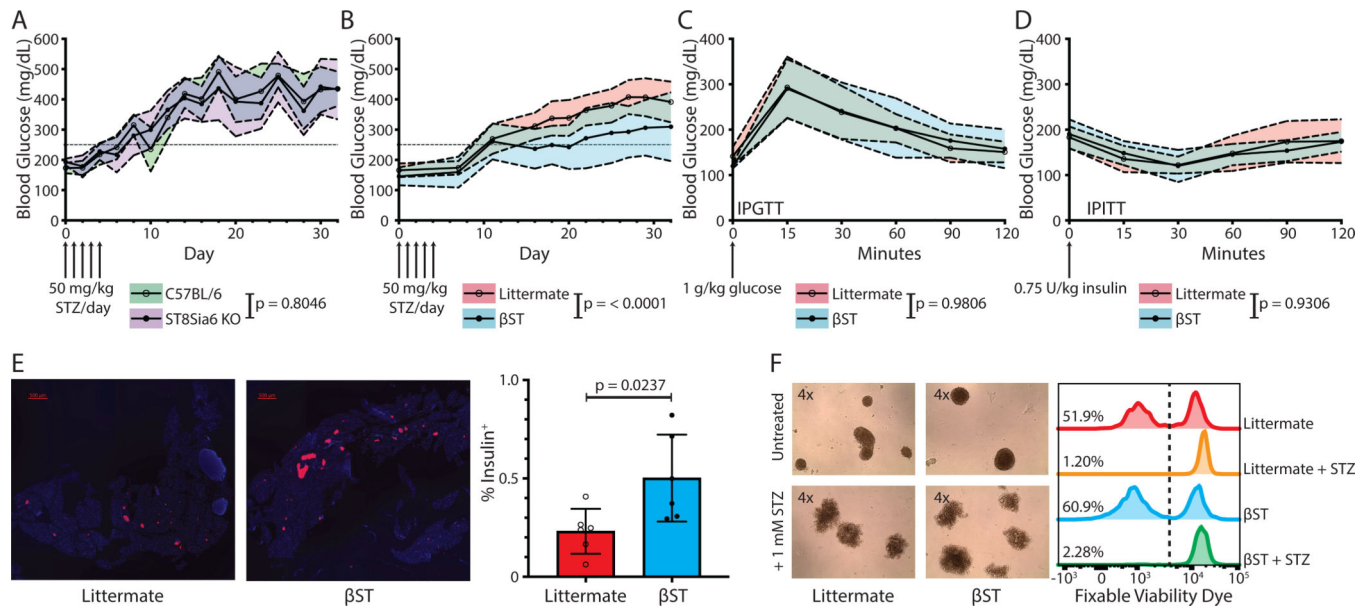 A
Blood Glucose (mg/dL)
600
500
400
300
200
100
0
0
10
20
30
Day
50 mg/kg
STZ/day
C57BL/6
ST8Sia6 KO
p = 0.8046
B
Blood Glucose (mg/dL)
600
500
400
300
200
100
0
0
10
20
30
Day
50 mg/kg
STZ/day
Littermate
βST
p = < 0.0001
C
Blood Glucose (mg/dL)
400
300
200
100
0
IPGTT
0
15
30
60
90
120
Minutes
1 g/kg glucose
Littermate
βST
p = 0.9806
D
Blood Glucose (mg/dL)
400
300
200
100
0
IPITT
0
15
30
60
90
120
Minutes
0.75 U/kg insulin
Littermate
βST
p = 0.9306
E
500 μm
500 μm
Littermate
βST
% Insulin⁺
1.0
0.5
0
p = 0.0237
Littermate
βST
F
Untreated
+ 1 mM STZ
4x
4x
4x
4x
Littermate
βST
51.9%
Littermate
1.20%
Littermate + STZ
60.9%
βST
2.28%
βST + STZ
-10³
0
10³
10⁴
10⁵
Fixable Viability Dye